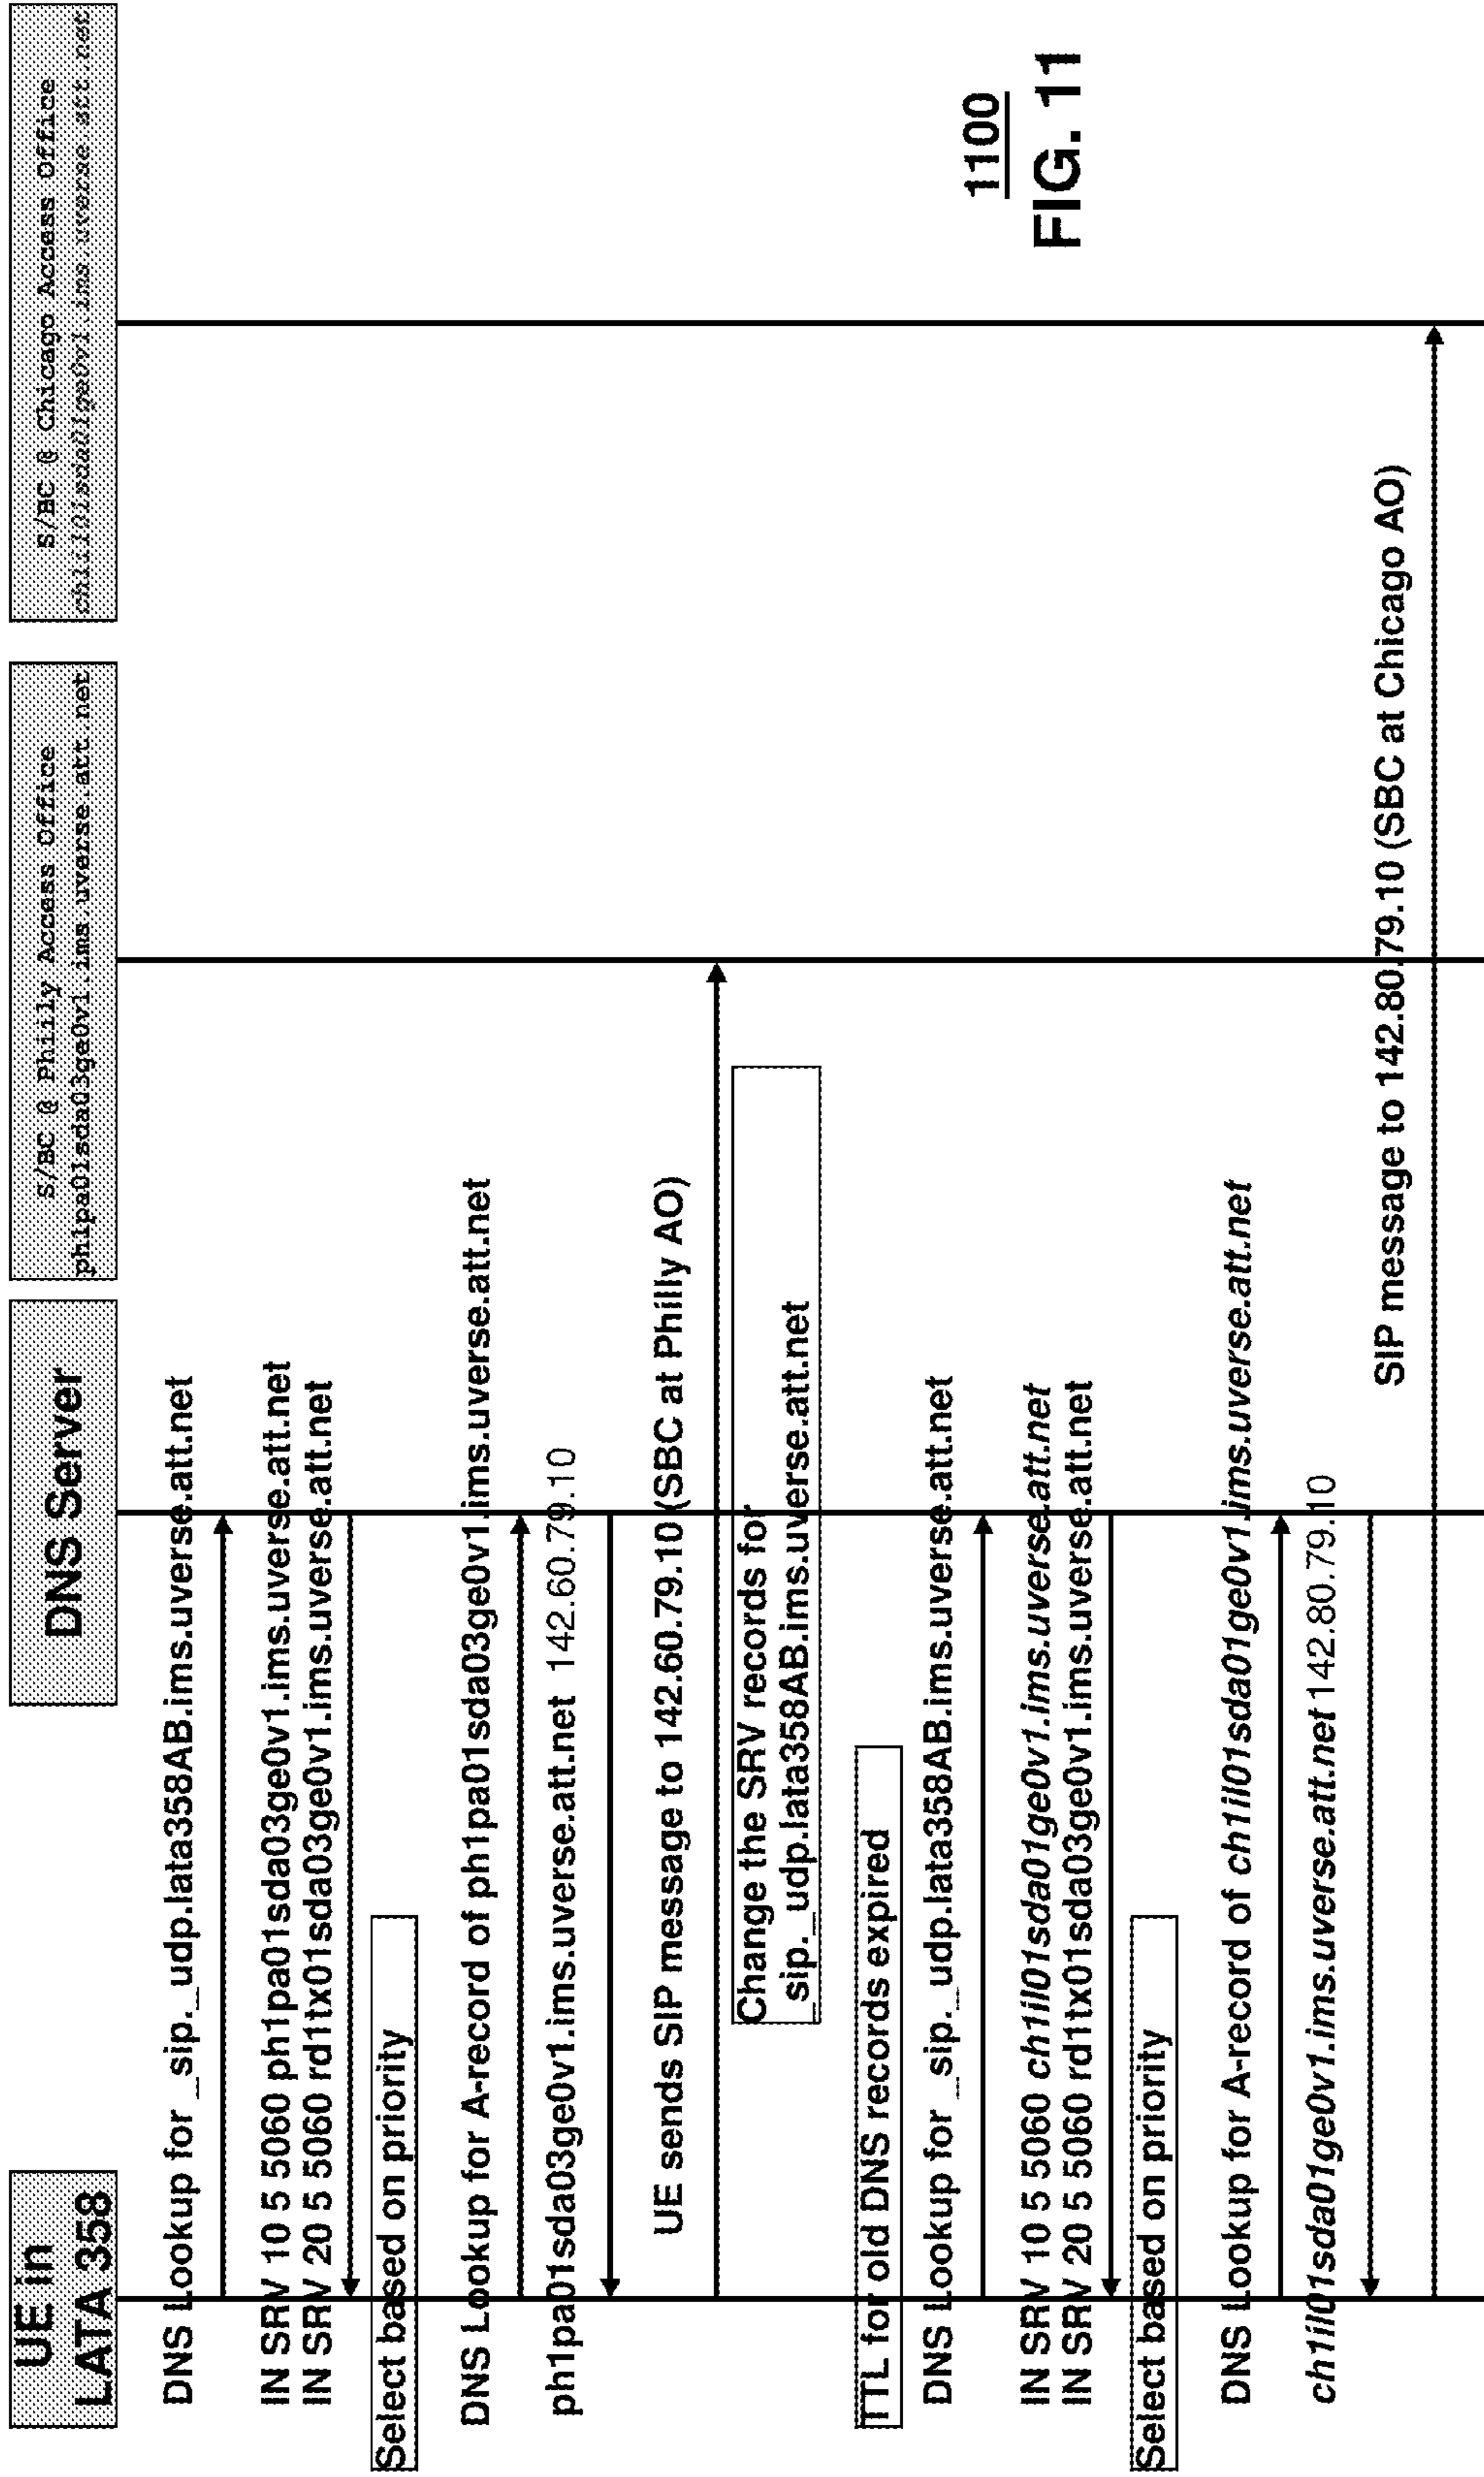 UE in
LATA 358
DNS Server
S/BC @ Philly Access Office
ph1pa01sda03ge0v1.ims.uverse.att.net
S/BC @ Chicago Access Office
ch1il01sda01ge0v1.ims.uverse.att.net
DNS Lookup for _sip._udp.lata358AB.ims.uverse.att.net
IN SRV 10 5 5060 ph1pa01sda03ge0v1.ims.uverse.att.net
IN SRV 20 5 5060 rd1tx01sda03ge0v1.ims.uverse.att.net
Select based on priority
DNS Lookup for A-record of ph1pa01sda03ge0v1.ims.uverse.att.net
ph1pa01sda03ge0v1.ims.uverse.att.net 142.60.79.10
UE sends SIP message to 142.60.79.10 (SBC at Philly AO)
Change the SRV records for
_sip._udp.lata358AB.ims.uverse.att.net
TTL for old DNS records expired
DNS Lookup for _sip._udp.lata358AB.ims.uverse.att.net
IN SRV 10 5 5060 ch1il01sda01ge0v1.ims.uverse.att.net
IN SRV 20 5 5060 rd1tx01sda03ge0v1.ims.uverse.att.net
Select based on priority
DNS Lookup for A-record of ch1il01sda01ge0v1.ims.uverse.att.net
ch1il01sda01ge0v1.ims.uverse.att.net 142.80.79.10
SIP message to 142.80.79.10 (SBC at Chicago AO)
1100
FIG. 11